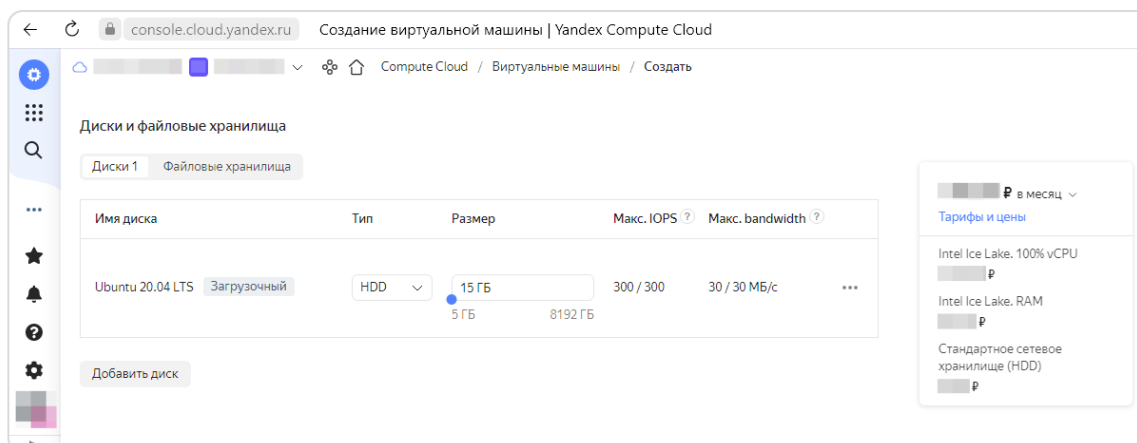 console.cloud.yandex.ru Создание виртуальной машины | Yandex Compute Cloud
Compute Cloud / Виртуальные машины / Создать
Диски и файловые хранилища
Диски 1 Файловые хранилища
Имя диска Тип Размер Макс. IOPS ? Макс. bandwidth ?
Ubuntu 20.04 LTS Загрузочный HDD 15 ГБ 300 / 300 30 / 30 МБ/с
5 ГБ 8192 ГБ
Добавить диск
₽ в месяц
Тарифы и цены
Intel Ice Lake. 100% vCPU
₽
Intel Ice Lake. RAM
₽
Стандартное сетевое
хранилище (HDD)
₽